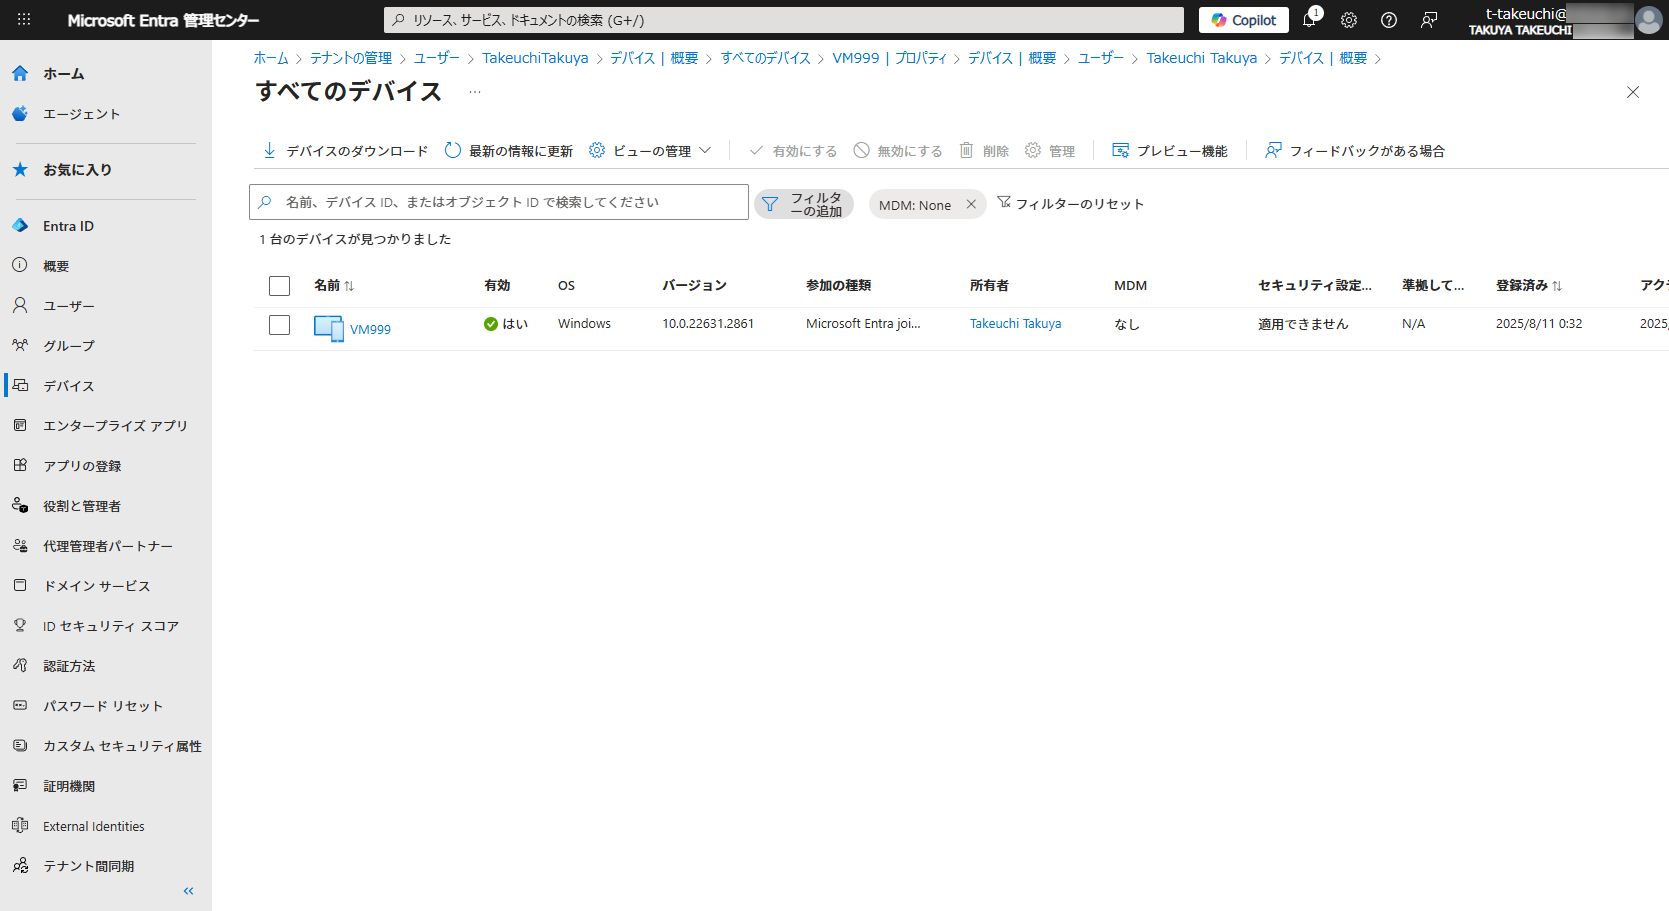 Microsoft Entra 管理センター
リソース、サービス、ドキュメントの検索 (G+/)
Copilot
1
t-takeuchi@
TAKUYA TAKEUCHI
ホーム
エージェント
お気に入り
Entra ID
概要
ユーザー
グループ
デバイス
エンタープライズ アプリ
アプリの登録
役割と管理者
代理管理者パートナー
ドメイン サービス
ID セキュリティ スコア
認証方法
パスワード リセット
カスタム セキュリティ属性
証明機関
External Identities
テナント間同期
ホーム > テナントの管理 > ユーザー > TakeuchiTakuya > デバイス | 概要 > すべてのデバイス > VM999 | プロパティ > デバイス | 概要 > ユーザー > Takeuchi Takuya > デバイス | 概要 >
すべてのデバイス ...
デバイスのダウンロード 最新の情報に更新 ビューの管理 有効にする 無効にする 削除 管理 プレビュー機能 フィードバックがある場合
名前、デバイス ID、またはオブジェクト ID で検索してください
フィルタ
ーの追加
MDM: None
フィルターのリセット
1 台のデバイスが見つかりました
名前 有効 OS バージョン 参加の種類 所有者 MDM セキュリティ設定... 準拠して... 登録済み アク
VM999 はい Windows 10.0.22631.2861 Microsoft Entra joi... Takeuchi Takuya なし 適用できません N/A 2025/8/11 0:32 2025/